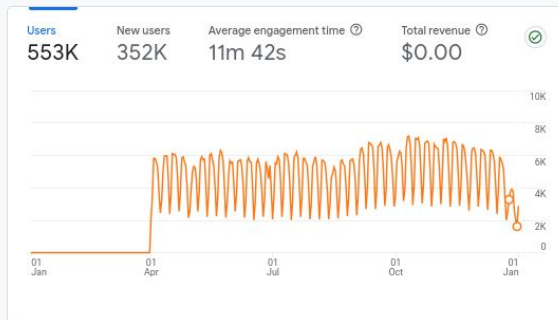 Users
553K
New users
352K
Average engagement time
11m 42s
Total revenue
$0.00
10K
8K
6K
4K
2K
0
01
Jan
01
Apr
01
Jul
01
Oct
01
Jan